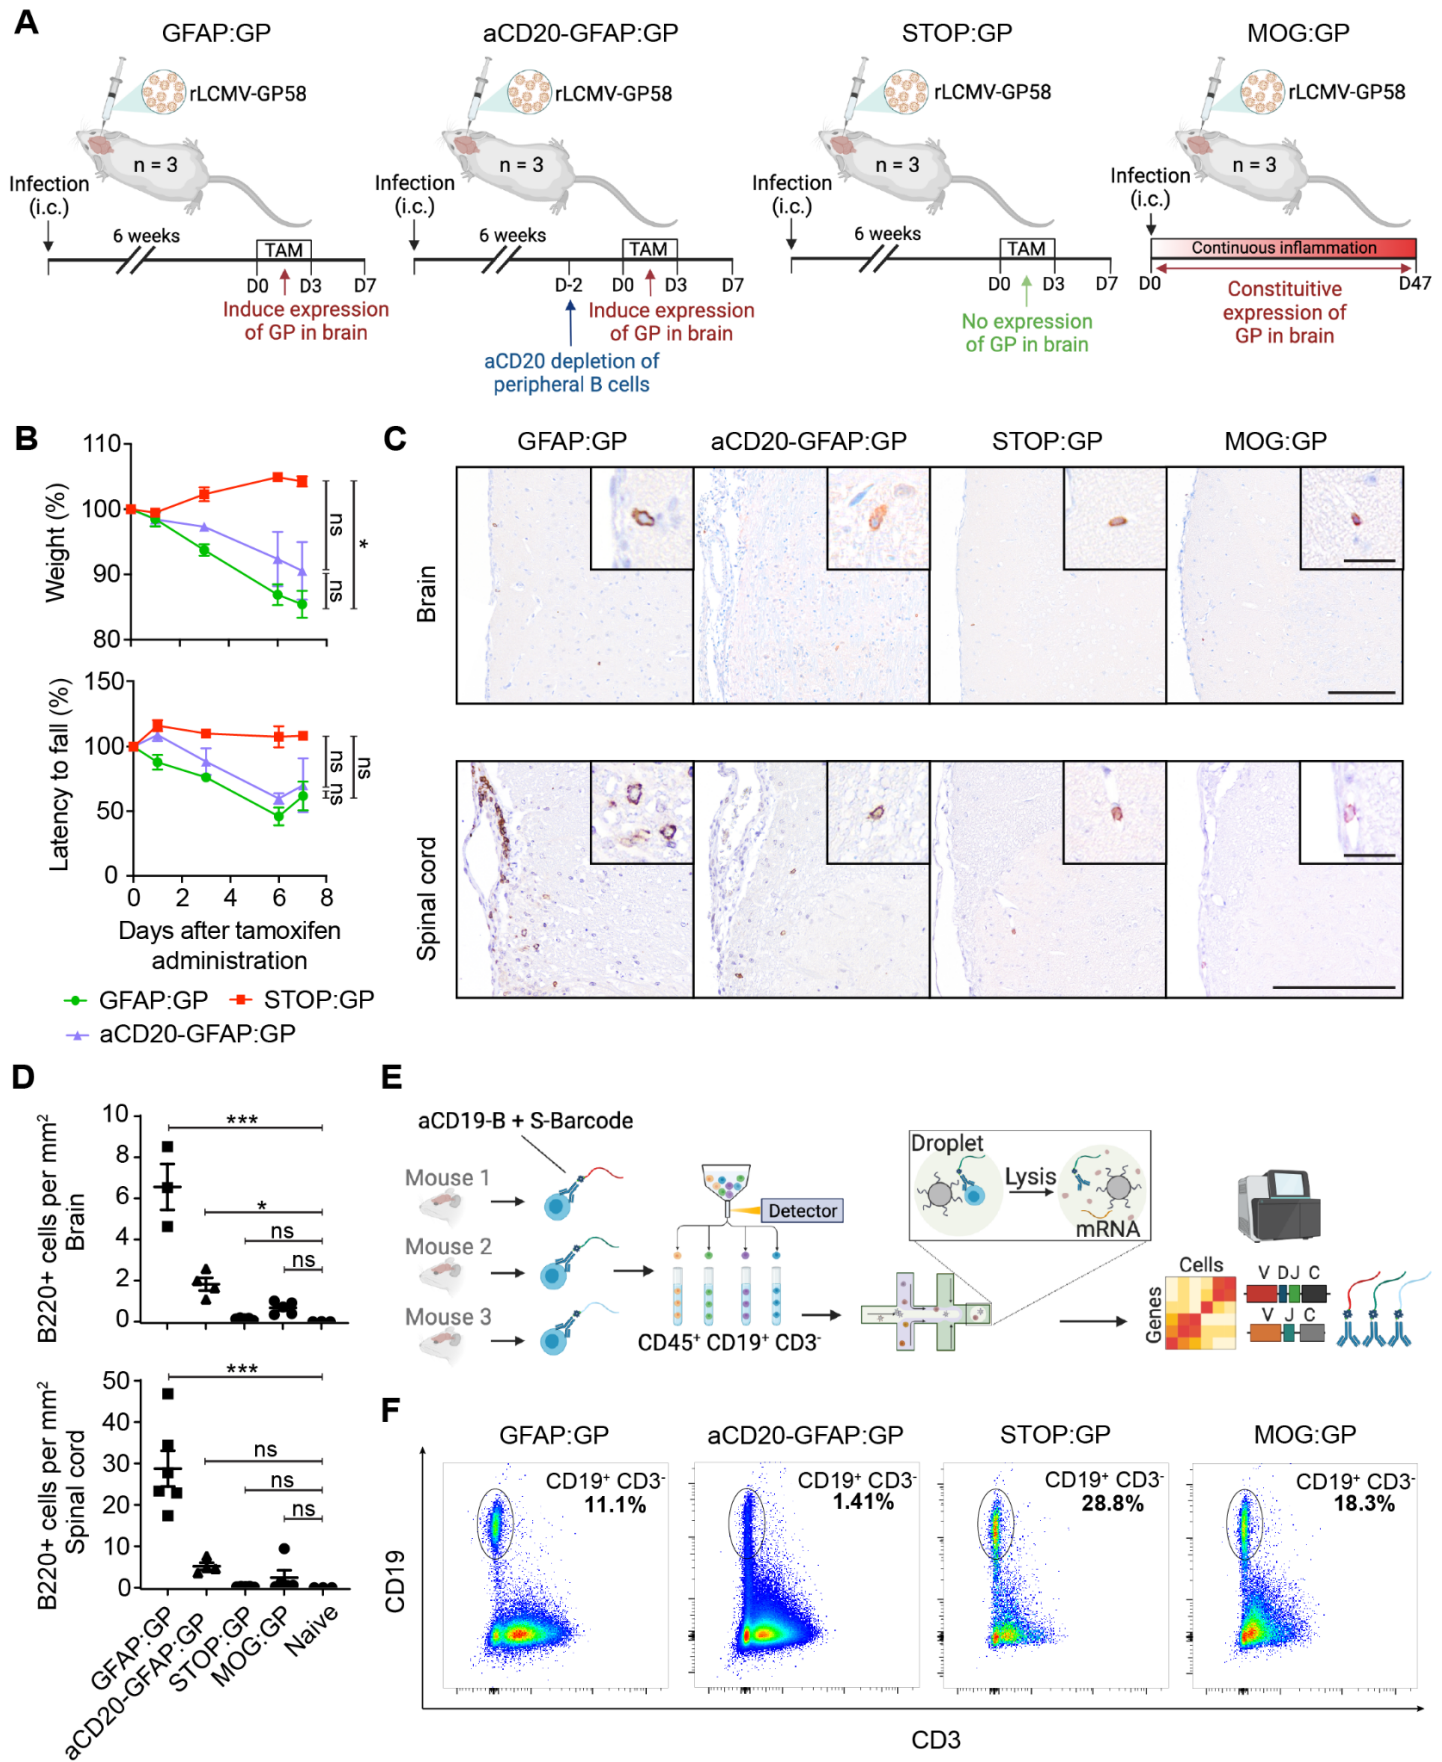 A
GFAP:GP
aCD20-GFAP:GP
STOP:GP
MOG:GP
rLCMV-GP58
rLCMV-GP58
rLCMV-GP58
rLCMV-GP58
n = 3
n = 3
n = 3
n = 3
Infection
(i.c.)
6 weeks
TAM
D0
D3
D7
Induce expression
of GP in brain
Infection
(i.c.)
6 weeks
TAM
D-2
D0
D3
D7
Induce expression
of GP in brain
aCD20 depletion of
peripheral B cells
Infection
(i.c.)
6 weeks
TAM
D0
D3
D7
No expression
of GP in brain
Infection
(i.c.)
Continuous inflammation
D0
D47
Constituitive
expression of
GP in brain
B
Weight (%)
110
100
90
80
ns
ns
*
Latency to fall (%)
150
100
50
0
ns
ns
ns
0 2 4 6 8
Days after tamoxifen
administration
GFAP:GP
STOP:GP
aCD20-GFAP:GP
C
GFAP:GP
aCD20-GFAP:GP
STOP:GP
MOG:GP
Brain
Spinal cord
D
B220+ cells per mm²
Brain
10
8
6
4
2
0
***
*
ns
ns
B220+ cells per mm²
Spinal cord
50
40
30
20
10
0
***
ns
ns
ns
GFAP:GP
aCD20-GFAP:GP
STOP:GP
MOG:GP
Naive
E
aCD19-B + S-Barcode
Mouse 1
Mouse 2
Mouse 3
Detector
CD45⁺ CD19⁺ CD3⁻
Droplet
Lysis
mRNA
Cells
Genes
V DJ C
V J C
F
GFAP:GP
aCD20-GFAP:GP
STOP:GP
MOG:GP
CD19⁺ CD3⁻
11.1%
CD19⁺ CD3⁻
1.41%
CD19⁺ CD3⁻
28.8%
CD19⁺ CD3⁻
18.3%
CD19
CD3